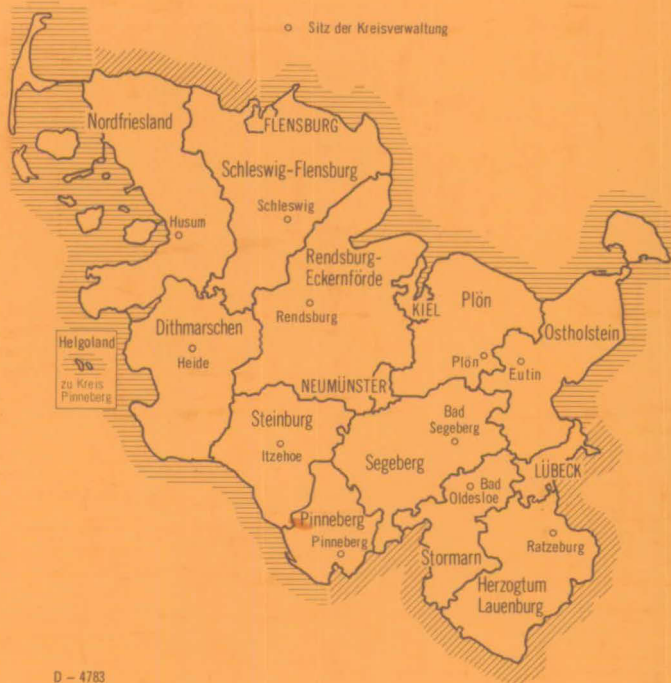 Sitz der Kreisverwaltung
Nordfriesland
FLENSBURG
Schleswig-Flensburg
Schleswig
Husum
Rendsburg-
Eckernförde
Rendsburg
KIEL
Plön
Plön
Ostholstein
Eutin
Dithmarschen
Heide
Helgoland
zu Kreis
Pinneberg
NEUMÜNSTER
Steinburg
Itzehoe
Bad
Segeberg
Segeberg
LÜBECK
Bad
Oldesloe
Pinneberg
Pinneberg
Stormarn
Ratzeburg
Herzogtum
Lauenburg
D – 4783